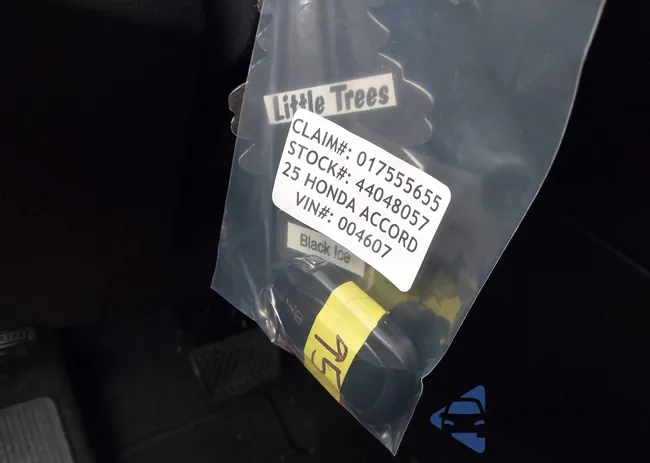 Little Trees
CLAIM#: 017555655
STOCK#: 44048057
25 HONDA ACCORD
VIN#: 004607
Black Ice